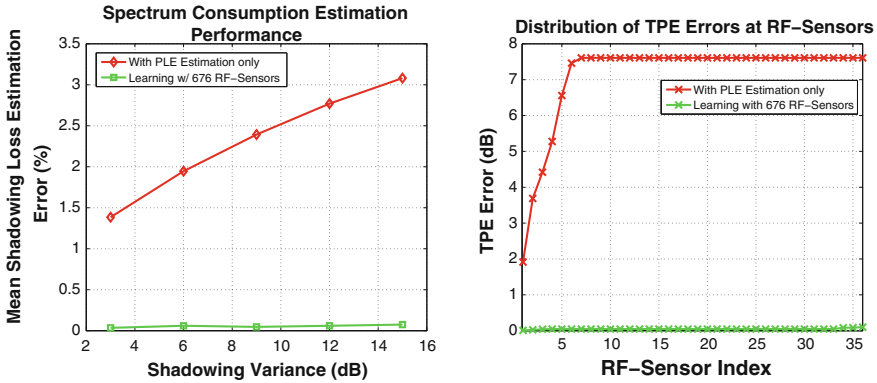 Spectrum Consumption Estimation
Performance
Mean Shadowing Loss Estimation
Error (%)
3.5
3
2.5
2
1.5
1
0.5
0
With PLE Estimation only
Learning w/ 676 RF-Sensors
2 4 6 8 10 12 14 16
Shadowing Variance (dB)
Distribution of TPE Errors at RF-Sensors
TPE Error (dB)
8
7
6
5
4
3
2
1
0
With PLE Estimation only
Learning with 676 RF-Sensors
5 10 15 20 25 30 35
RF-Sensor Index